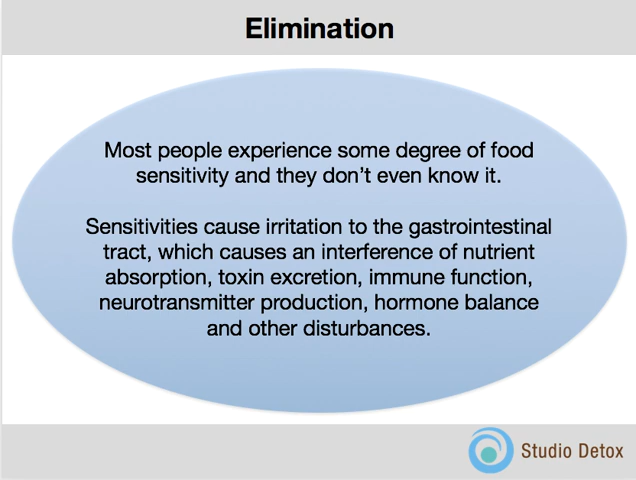 Elimination
Most people experience some degree of food
sensitivity and they don’t even know it.
Sensitivities cause irritation to the gastrointestinal
tract, which causes an interference of nutrient
absorption, toxin excretion, immune function,
neurotransmitter production, hormone balance
and other disturbances.
Studio Detox